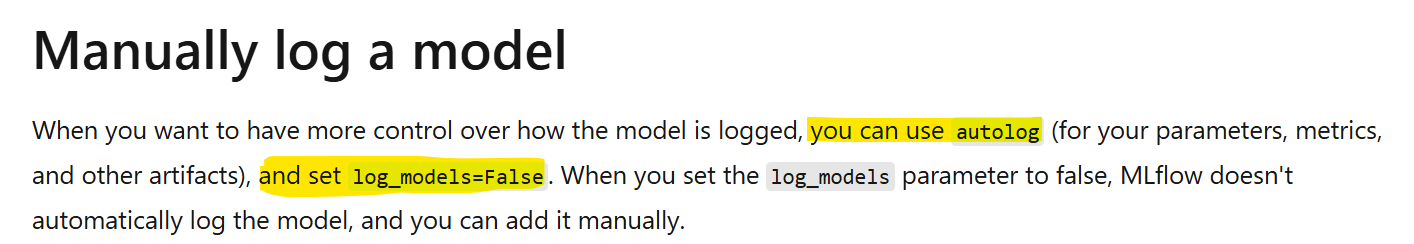 Manually log a model
When you want to have more control over how the model is logged, you can use autolog (for your parameters, metrics,
and other artifacts), and set log_models=False. When you set the log_models parameter to false, MLflow doesn't
automatically log the model, and you can add it manually.